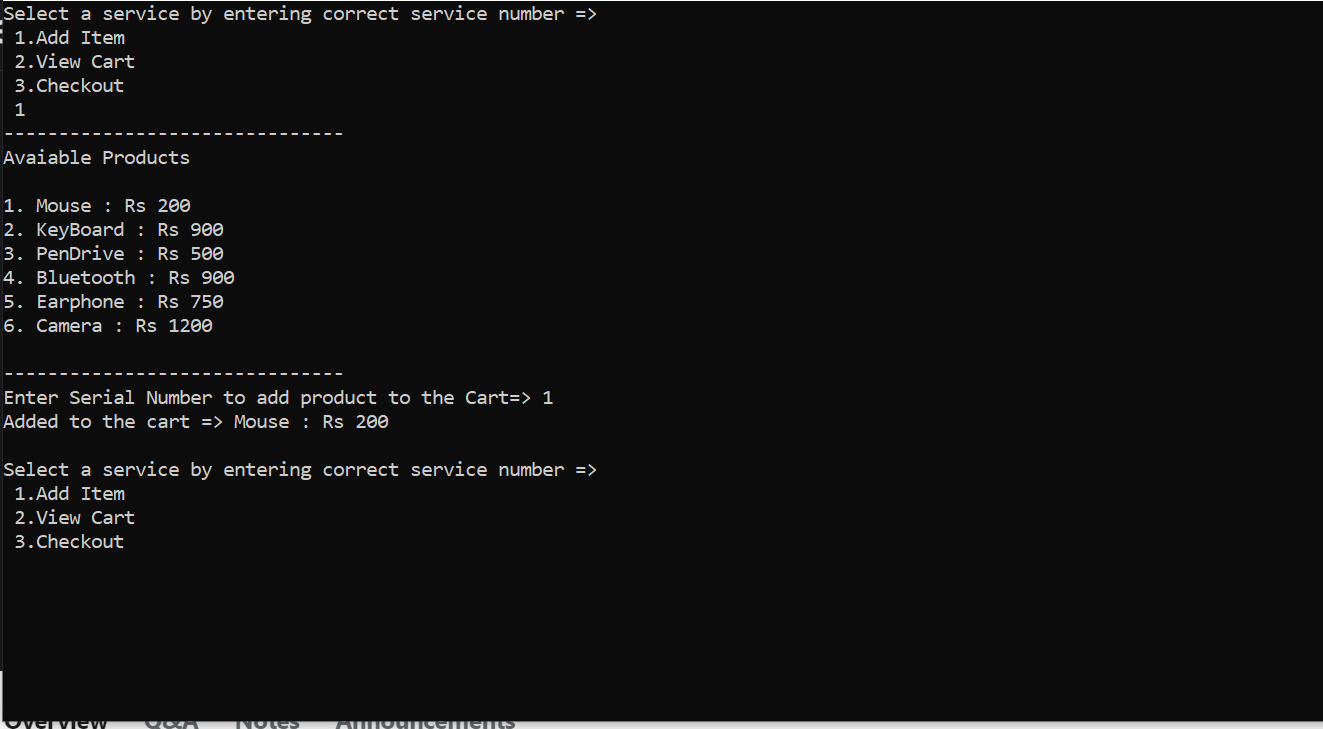 Select a service by entering correct service number =>
 1.Add Item
 2.View Cart
 3.Checkout
 1
-------------------------------
Avaiable Products
1. Mouse : Rs 200
2. KeyBoard : Rs 900
3. PenDrive : Rs 500
4. Bluetooth : Rs 900
5. Earphone : Rs 750
6. Camera : Rs 1200
-------------------------------
Enter Serial Number to add product to the Cart=> 1
Added to the cart => Mouse : Rs 200
Select a service by entering correct service number =>
 1.Add Item
 2.View Cart
 3.Checkout
Overview Q&A Notes Announcements